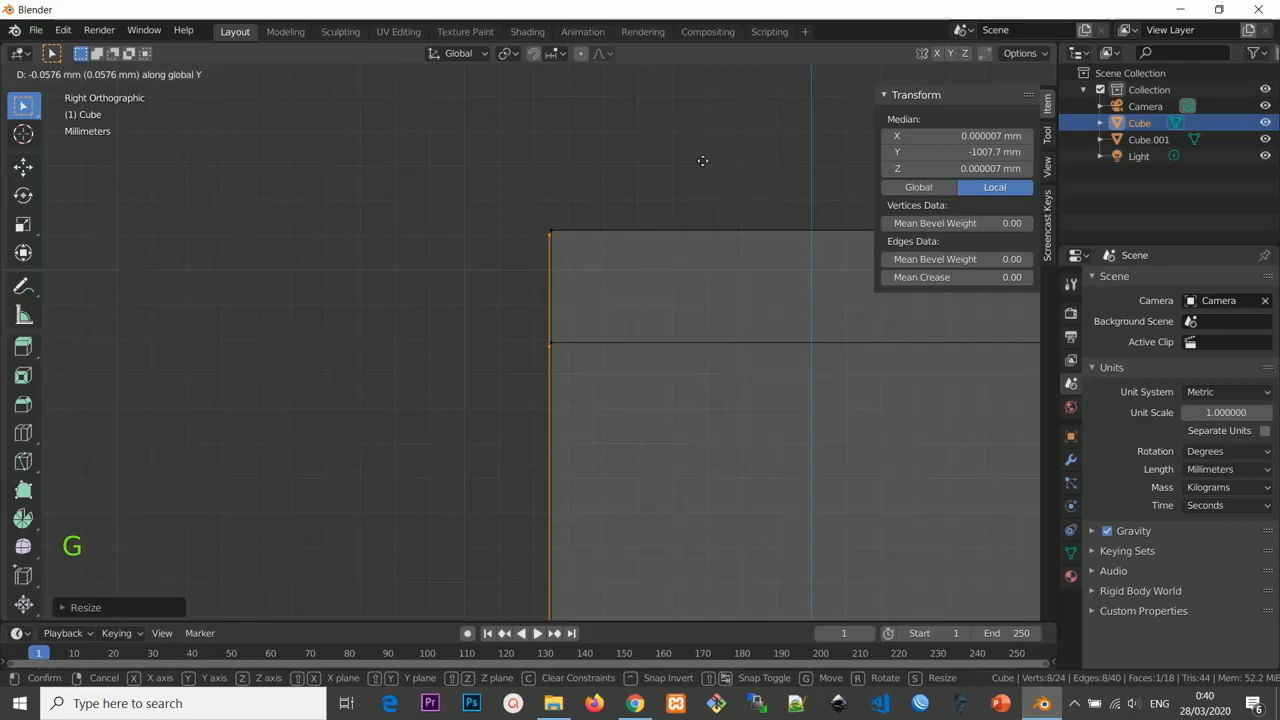 Blender
File Edit Render Window Help Layout Modeling Sculpting UV Editing Texture Paint Shading Animation Rendering Compositing Scripting + Scene View Layer
Global X Y Z Options
D: -0.0576 mm (0.0576 mm) along global Y
Right Orthographic
(1) Cube
Millimeters
Transform
Median:
X 0.000007 mm
Y -1007.7 mm
Z 0.000007 mm
Global Local
Vertices Data:
Mean Bevel Weight 0.00
Edges Data:
Mean Bevel Weight 0.00
Mean Crease 0.00
Item
Tool
View
Screencast Keys
Scene Collection
Collection
Camera
Cube
Cube.001
Light
Scene
Scene
Camera Camera
Background Scene
Active Clip
Units
Unit System Metric
Unit Scale 1.000000
Separate Units
Rotation Degrees
Length Millimeters
Mass Kilograms
Time Seconds
Gravity
Keying Sets
Audio
Rigid Body World
Custom Properties
G
Resize
Playback Keying View Marker 1 Start 1 End 250
1 10 20 30 40 50 60 70 80 90 100 110 120 130 140 150 160 170 180 190 200 210 220 230 240 250
Confirm Cancel X X axis Y Y axis Z Z axis X X plane Y Y plane Z Z plane C Clear Constraints Snap Invert Snap Toggle G Move R Rotate S Resize Cube | Verts:8/24 | Edges:8/40 | Faces:1/18 | Tris:44 | Mem: 52.2 Mi
Type here to search
ENG
0:40
28/03/2020
6